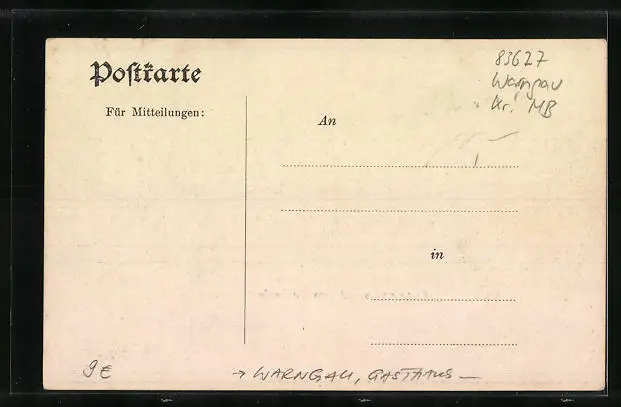 Postkarte
Für Mitteilungen:
83627
Warngau
Kr. MB
An
in
9€
→ WARNGAU, GASTHAUS —